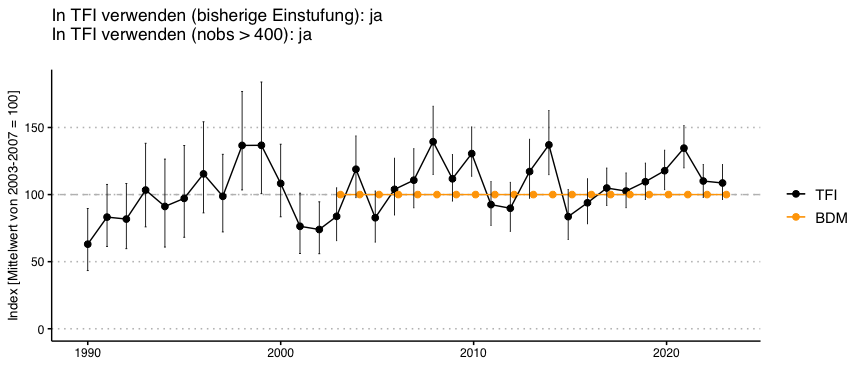 In TFI verwenden (bisherige Einstufung): ja
In TFI verwenden (nobs > 400): ja
Index [Mittelwert von 2003-2007 = 100]
150
100
50
0
1990
2000
2010
2020
TFI
BDM